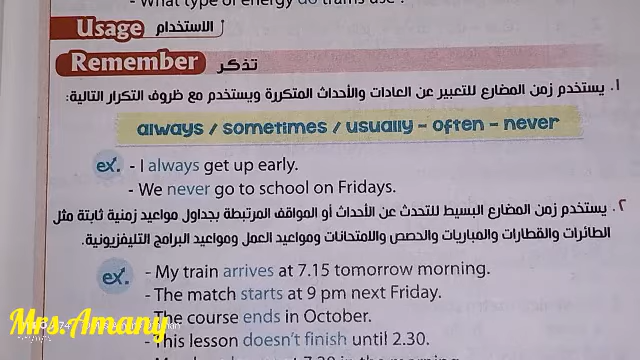 - What type of energy do trams use ?
Usage الاستخدام
Remember تذكر
١. يستخدم زمن المضارع للتعبير عن العادات والأحداث المتكررة ويستخدم مع ظروف التكرار التالية:
always / sometimes / usually - often - never
ex. - I always get up early.
- We never go to school on Fridays.
٢. يستخدم زمن المضارع البسيط للتحدث عن الأحداث أو المواقف المرتبطة بجداول مواعيد زمنية ثابتة مثل
الطائرات والقطارات والمباريات والحصص والامتحانات ومواعيد العمل ومواعيد البرامج التليفزيونية.
ex. - My train arrives at 7.15 tomorrow morning.
- The match starts at 9 pm next Friday.
- The course ends in October.
- This lesson doesn't finish until 2.30.
Mrs.Amany